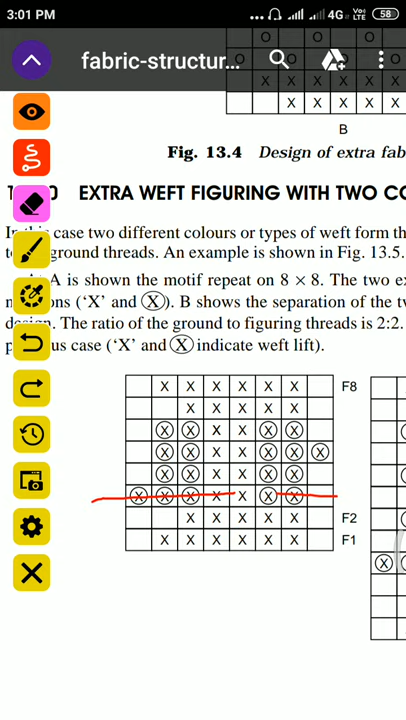 3:01 PM ... 4G Vo LTE 58
fabric-structur...
O O
O O
X X X X X X
X X X X X
B
Fig. 13.4 Design of extra fab
EXTRA WEFT FIGURING WITH TWO CO
case two different colours or types of weft form th
ground threads. An example is shown in Fig. 13.5.
A is shown the motif repeat on 8 × 8. The two ex
ons ('X' and Ⓧ). B shows the separation of the tw
The ratio of the ground to figuring threads is 2:2.
us case ('X' and Ⓧ indicate weft lift).
X X X X X X F8
X X X X X
Ⓧ Ⓧ X X Ⓧ Ⓧ
Ⓧ Ⓧ X X Ⓧ Ⓧ Ⓧ
Ⓧ Ⓧ X X Ⓧ Ⓧ
Ⓧ Ⓧ Ⓧ X X Ⓧ Ⓧ
X X X X X F2
X X X X X X F1
Ⓧ